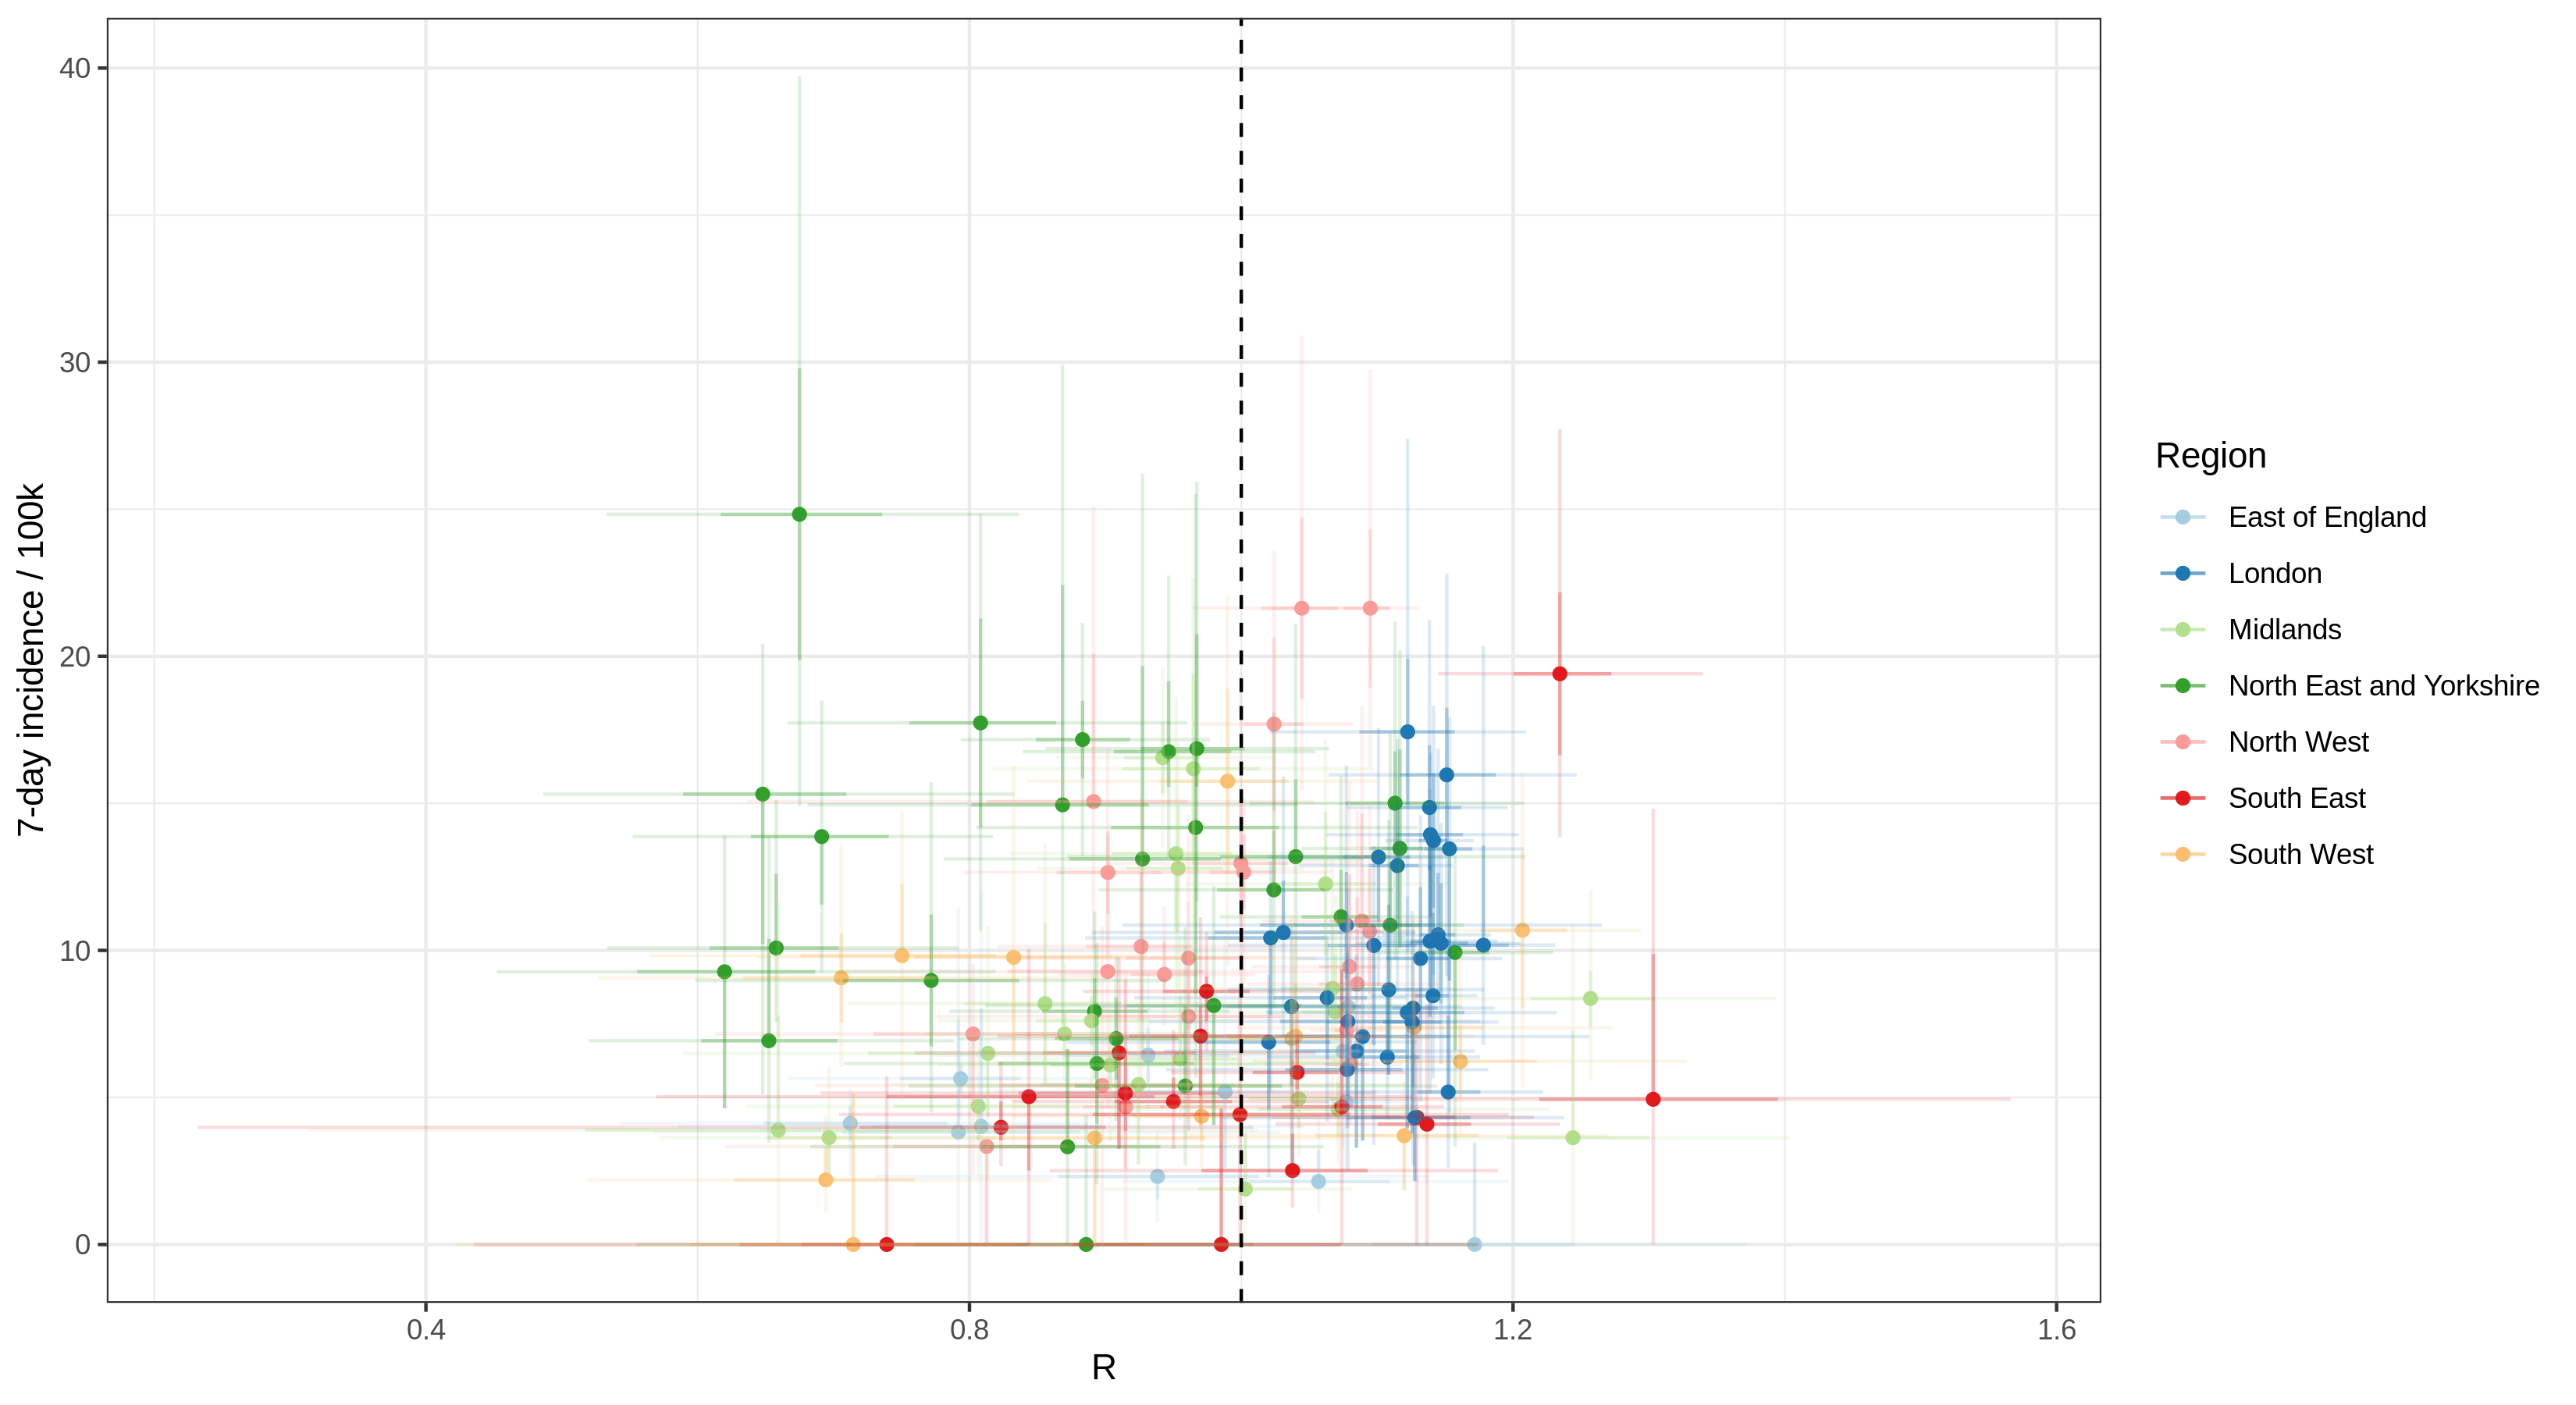 40
30
20
10
0
7-day incidence / 100k
0.4 0.8 1.2 1.6
R
Region
East of England
London
Midlands
North East and Yorkshire
North West
South East
South West